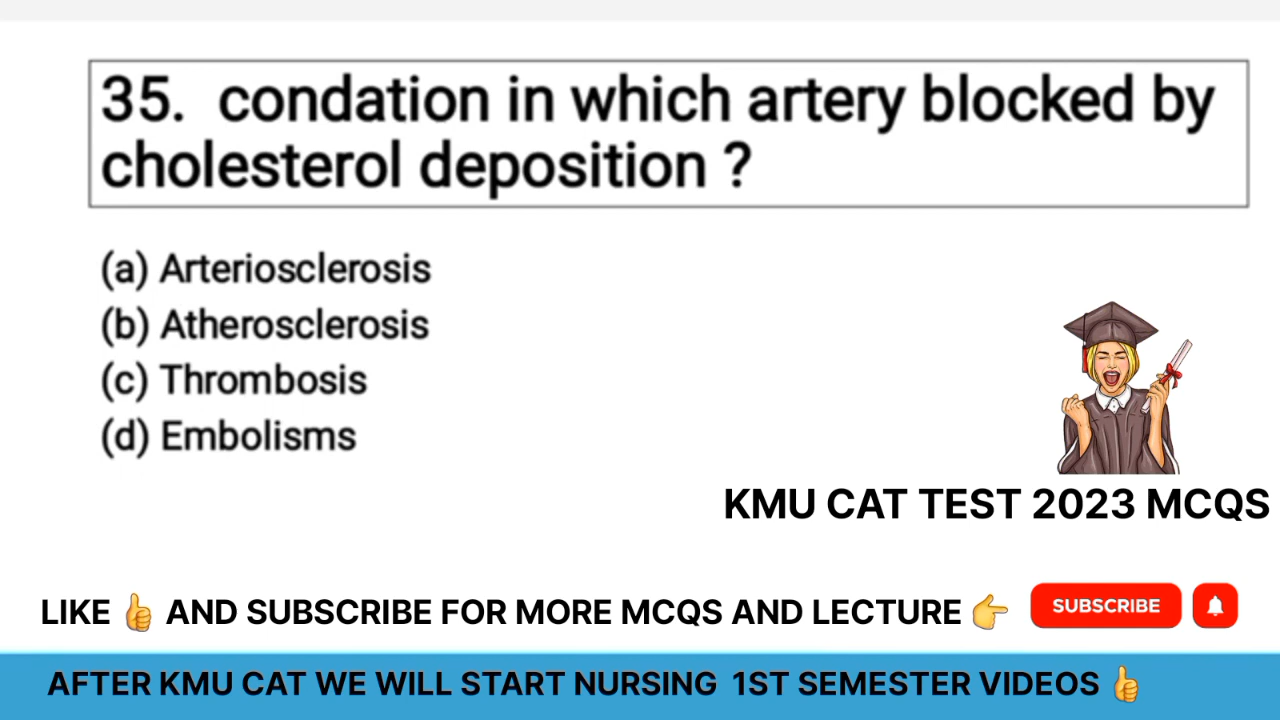 35. condation in which artery blocked by
cholesterol deposition ?
(a) Arteriosclerosis
(b) Atherosclerosis
(c) Thrombosis
(d) Embolisms
KMU CAT TEST 2023 MCQS
LIKE 👍 AND SUBSCRIBE FOR MORE MCQS AND LECTURE 👉 SUBSCRIBE
AFTER KMU CAT WE WILL START NURSING 1ST SEMESTER VIDEOS 👍